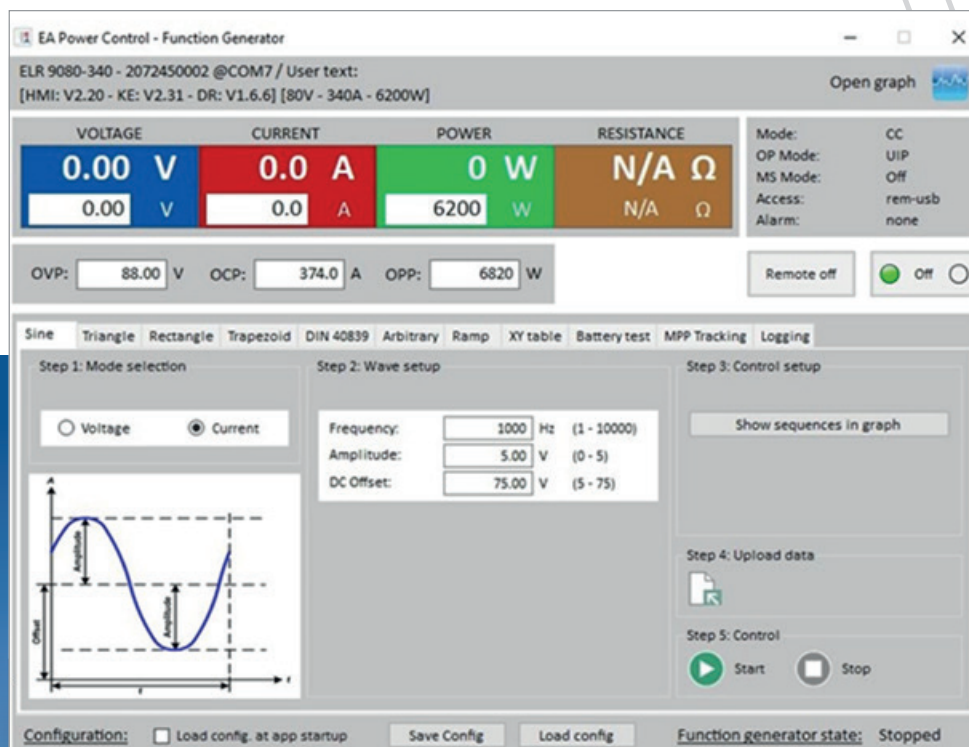 EA Power Control - Function Generator
ELR 9080-340 - 2072450002 @COM7 / User text:
[HMI: V2.20 - KE: V2.31 - DR: V1.6.6] [80V - 340A - 6200W]
Open graph
VOLTAGE CURRENT POWER RESISTANCE
0.00 V 0.0 A 0 W N/A Ω
0.00 V 0.0 A 6200 W N/A Ω
Mode: CC
OP Mode: UIP
MS Mode: Off
Access: rem-usb
Alarm: none
OVP: 88.00 V OCP: 374.0 A OPP: 6820 W
Remote off
Off
Sine Triangle Rectangle Trapezoid DIN 40839 Arbitrary Ramp XY table Battery test MPP Tracking Logging
Step 1: Mode selection
Voltage Current
A
Amplitude
Amplitude
Offset
t
f
Step 2: Wave setup
Frequency: 1000 Hz (1 - 10000)
Amplitude: 5.00 V (0 - 5)
DC Offset: 75.00 V (5 - 75)
Step 3: Control setup
Show sequences in graph
Step 4: Upload data
Step 5: Control
Start Stop
Configuration: Load config. at app startup Save Config Load config Function generator state: Stopped